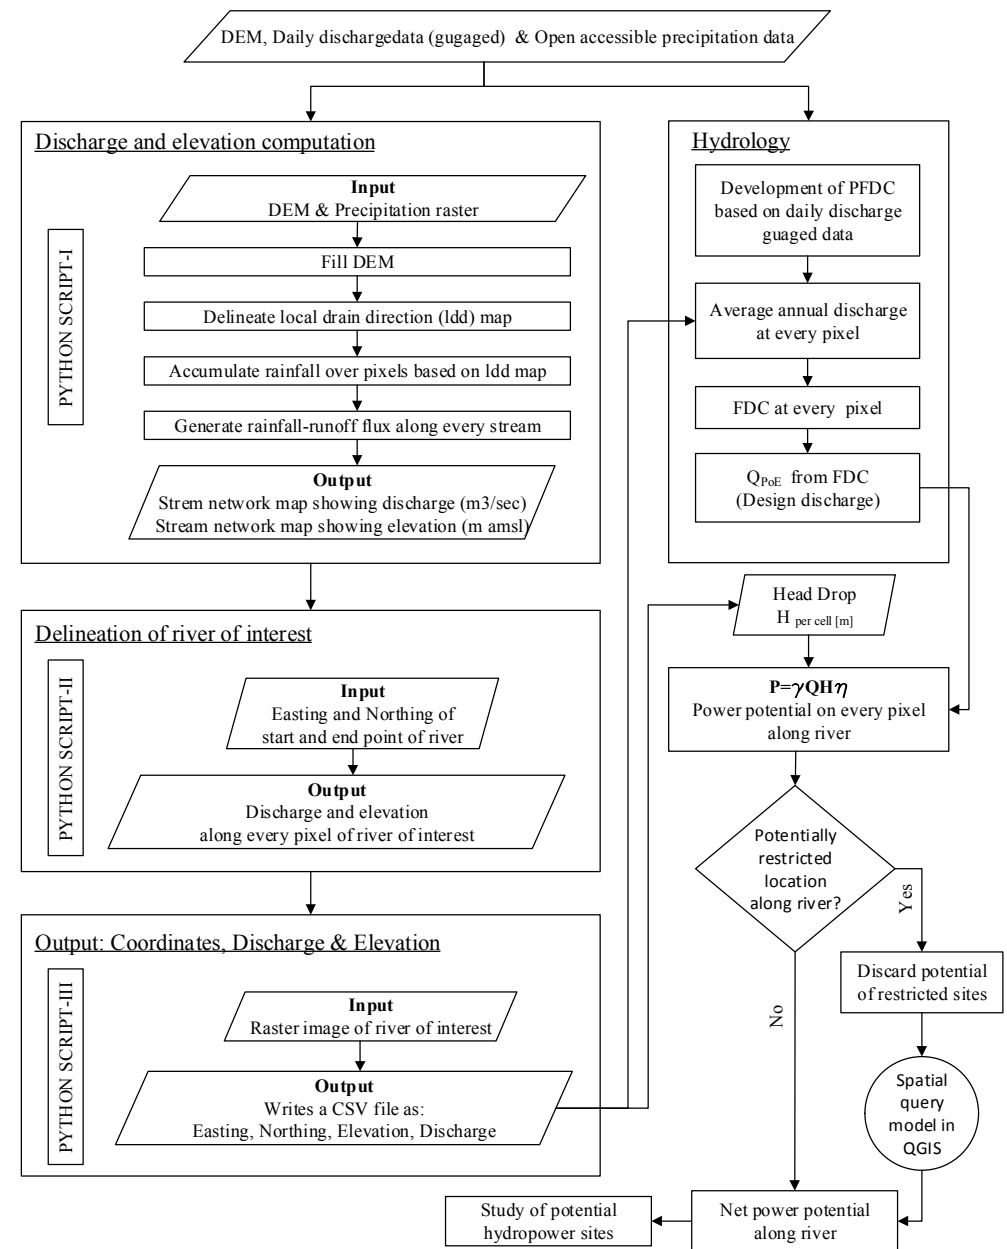 DEM, Daily dischargedata (gugaged)  & Open accessible precipitation data
Discharge and elevation computation
PYTHON SCRIPT-I
Input
DEM & Precipitation raster
Fill DEM
Delineate local drain direction (ldd) map
Accumulate rainfall over pixels based on ldd map
Generate rainfall-runoff flux along every stream
Output
Strem network map showing discharge (m3/sec)
Stream network map showing elevation (m amsl)
Hydrology
Development of PFDC
based on daily discharge
guaged data
Average annual discharge
at every pixel
FDC at every  pixel
QPoE  from FDC
(Design discharge)
Delineation of river of interest
PYTHON SCRIPT-II
Input
Easting and Northing of
start and end point of river
Output
Discharge and elevation
along every pixel of river of interest
Head Drop
H per cell [m]
P=γQHη
Power potential on every pixel
along river
Potentially
restricted
location
along river?
Yes
No
Discard potential
of restricted sites
Spatial
query
model in
QGIS
Output: Coordinates, Discharge & Elevation
PYTHON SCRIPT-III
Input
Raster image of river of interest
Output
Writes a CSV file as:
Easting, Northing, Elevation, Discharge
Net power potential
along river
Study of potential
hydropower sites